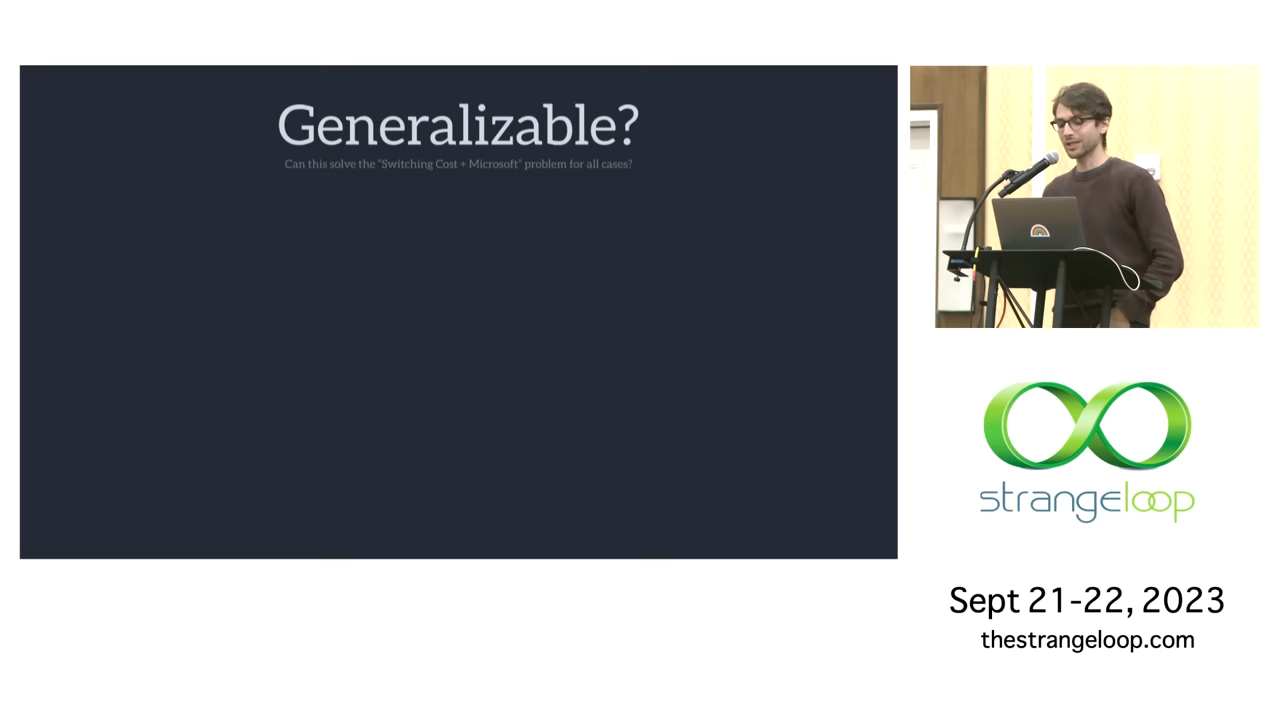 Generalizable?
Can this solve the "Switching Cost + Microsoft" problem for all cases?
strangeloop
Sept 21-22, 2023
thestrangeloop.com